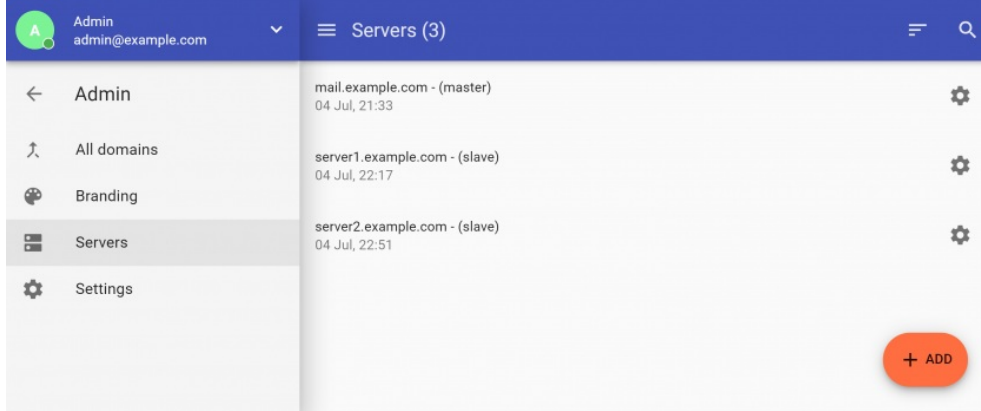 A
Admin
admin@example.com
Servers (3)
Admin
All domains
Branding
Servers
Settings
mail.example.com - (master)
04 Jul, 21:33
server1.example.com - (slave)
04 Jul, 22:17
server2.example.com - (slave)
04 Jul, 22:51
+ ADD